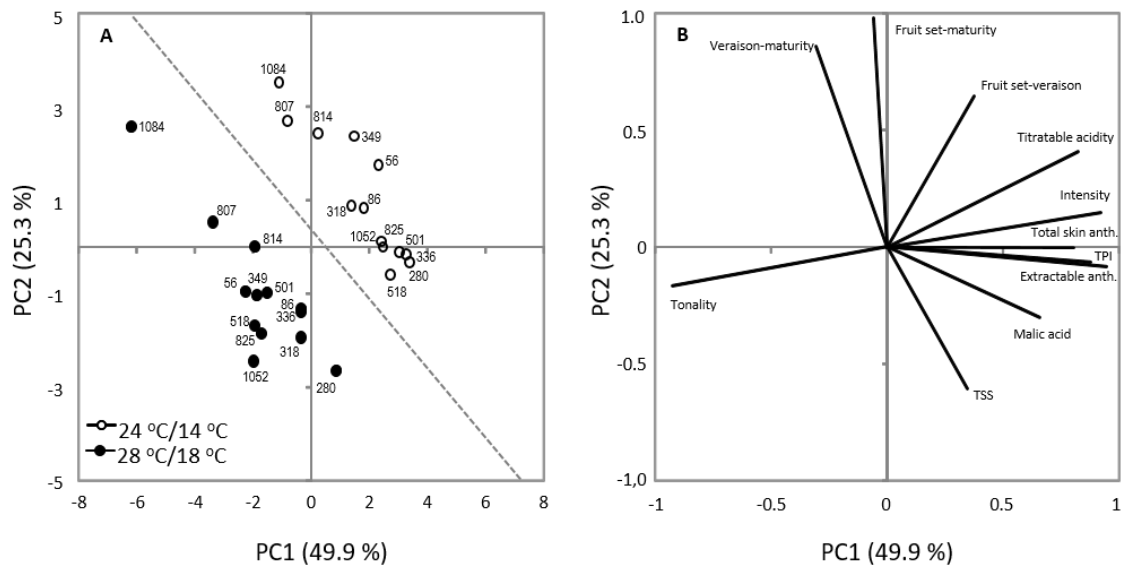 A
5
3
1
-1
-3
-5
PC2 (25.3 %)
1084
807
814
349
56
318
86
825
1052
501
336
280
518
1084
807
814
56
349
501
86
336
518
825
318
1052
280
24 °C/14 °C
28 °C/18 °C
-8
-6
-4
-2
0
2
4
6
8
PC1 (49.9 %)
B
1.0
0.5
0
-0.5
-1,0
PC2 (25.3 %)
Fruit set-maturity
Veraison-maturity
Fruit set-veraison
Titratable acidity
Intensity
Total skin anth.
TPI
Extractable anth.
Tonality
Malic acid
TSS
-1
-0.5
0
0.5
1
PC1 (49.9 %)